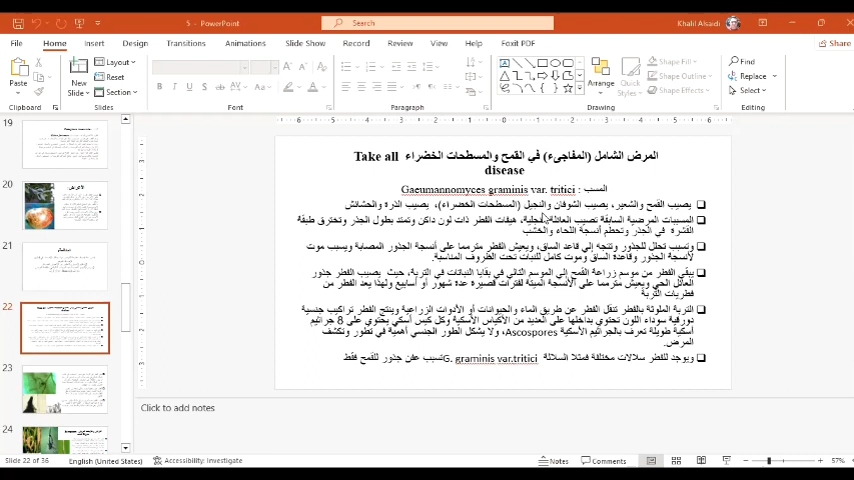 S - PowerPoint
Search
Khalil Alsaidi
File Home Insert Design Transitions Animations Slide Show Record Review View Help Foxit PDF
Share
Paste
New
Slide
Layout
Reset
Section
Arrange
Quick
Styles
Shape Fill
Shape Outline
Shape Effects
Find
Replace
Select
Clipboard Slides Font Paragraph Drawing Editing
19
20
21
22
23
24
المرض الشامل (المفاجىء) في القمح والمسطحات الخضراء Take all
disease
المسبب : Gaeumannomyces graminis var. tritici
يصيب القمح والشعير، يصيب الشوفان والنجيل (المسطحات الخضراء)، يصيب الذرة والحشائش
المسببات المرضية السابقة تصيب العائلة النجلية، هيفات الفطر ذات لون داكن وتمتد بطول الجذر وتخترق طبقة
القشرة في الجذر وتحطم أنسجة اللحاء والخشب
وتسبب تحلل للجذور وتتجه إلي قاعد الساق، ويعيش الفطر مترمما على أنسجة الجذور المصابة ويسبب موت
لأنسجة الجذور وقاعدة الساق وموت كامل للنبات تحت الظروف المناسبة.
يبقي الفطر من موسم زراعة القمح إلي الموسم التالي في بقايا النباتات في التربة، حيث يصيب الفطر جذور
العائل الحي ويعيش مترمما على الأنسجة الميتة لفترات قصيرة عدة شهور أو أسابيع ولهذا يعد الفطر من
فطريات التربة
التربة الملوثة بالفطر تنقل الفطر عن طريق الماء والحيوانات أو الأدوات الزراعية وينتج الفطر تراكيب جنسية
دورقية سوداء اللون تحتوي بداخلها على العديد من الأكياس الأسكية وكل كيس أسكي يحتوي علي 8 جراثيم
أسكية طويلة تعرف بالجراثيم الأسكية Ascospores، ولا يشكل الطور الجنسي أهمية في تطور وتكشف
المرض.
ويوجد للفطر سلالات مختلفة فمثلا السلالة G. graminis var.tritici تسبب عفن جذور للقمح فقط
Click to add notes
Slide 22 of 36 English (United States) Accessibility: Investigate Notes Comments 57%